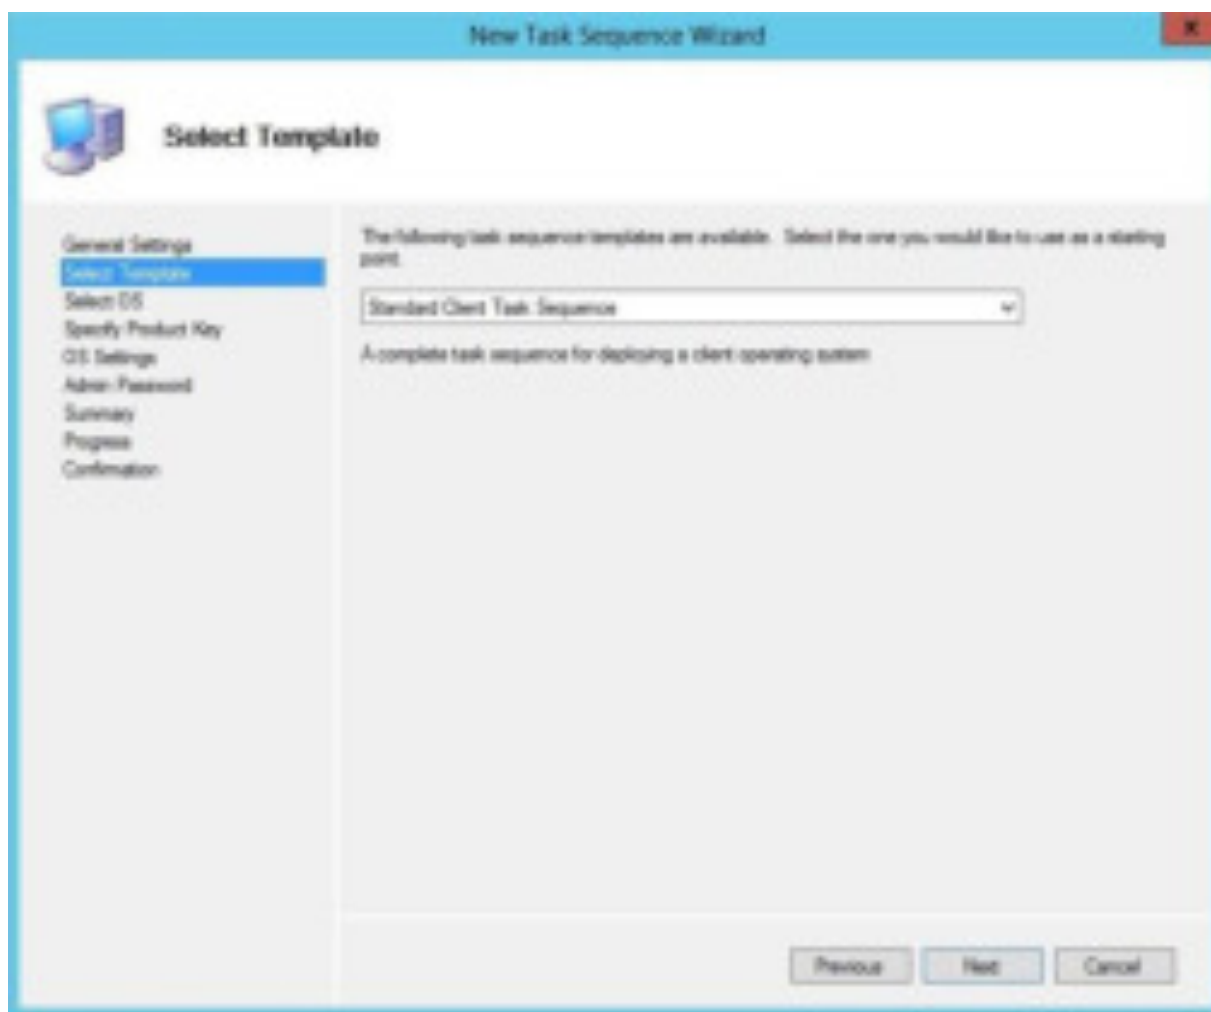 New Task Sequence Wizard
Select Template
General Settings
Select Template
Select OS
Specify Product Key
OS Settings
Admin Password
Summary
Progress
Confirmation
The following task sequence templates are available. Select the one you would like to use as a starting
point.
Standard Client Task Sequence
A complete task sequence for deploying a client operating system
Previous
Next
Cancel